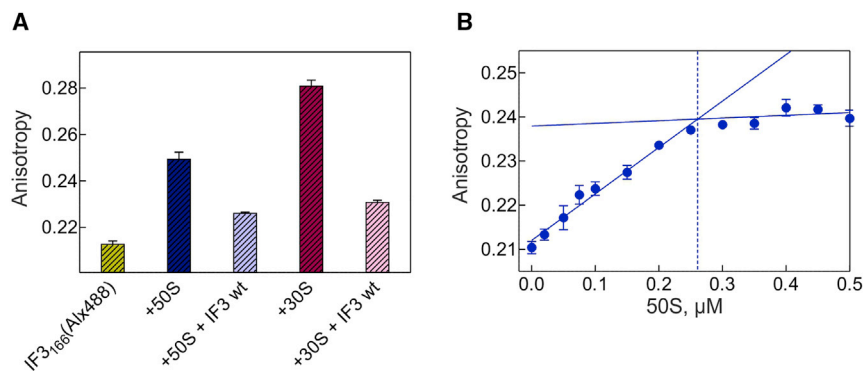 A
Anisotropy
0.28
0.26
0.24
0.22
IF3166(Alx488)
+50S
+50S + IF3 wt
+30S
+30S + IF3 wt
B
Anisotropy
0.25
0.24
0.23
0.22
0.21
0.0 0.1 0.2 0.3 0.4 0.5
50S, µM